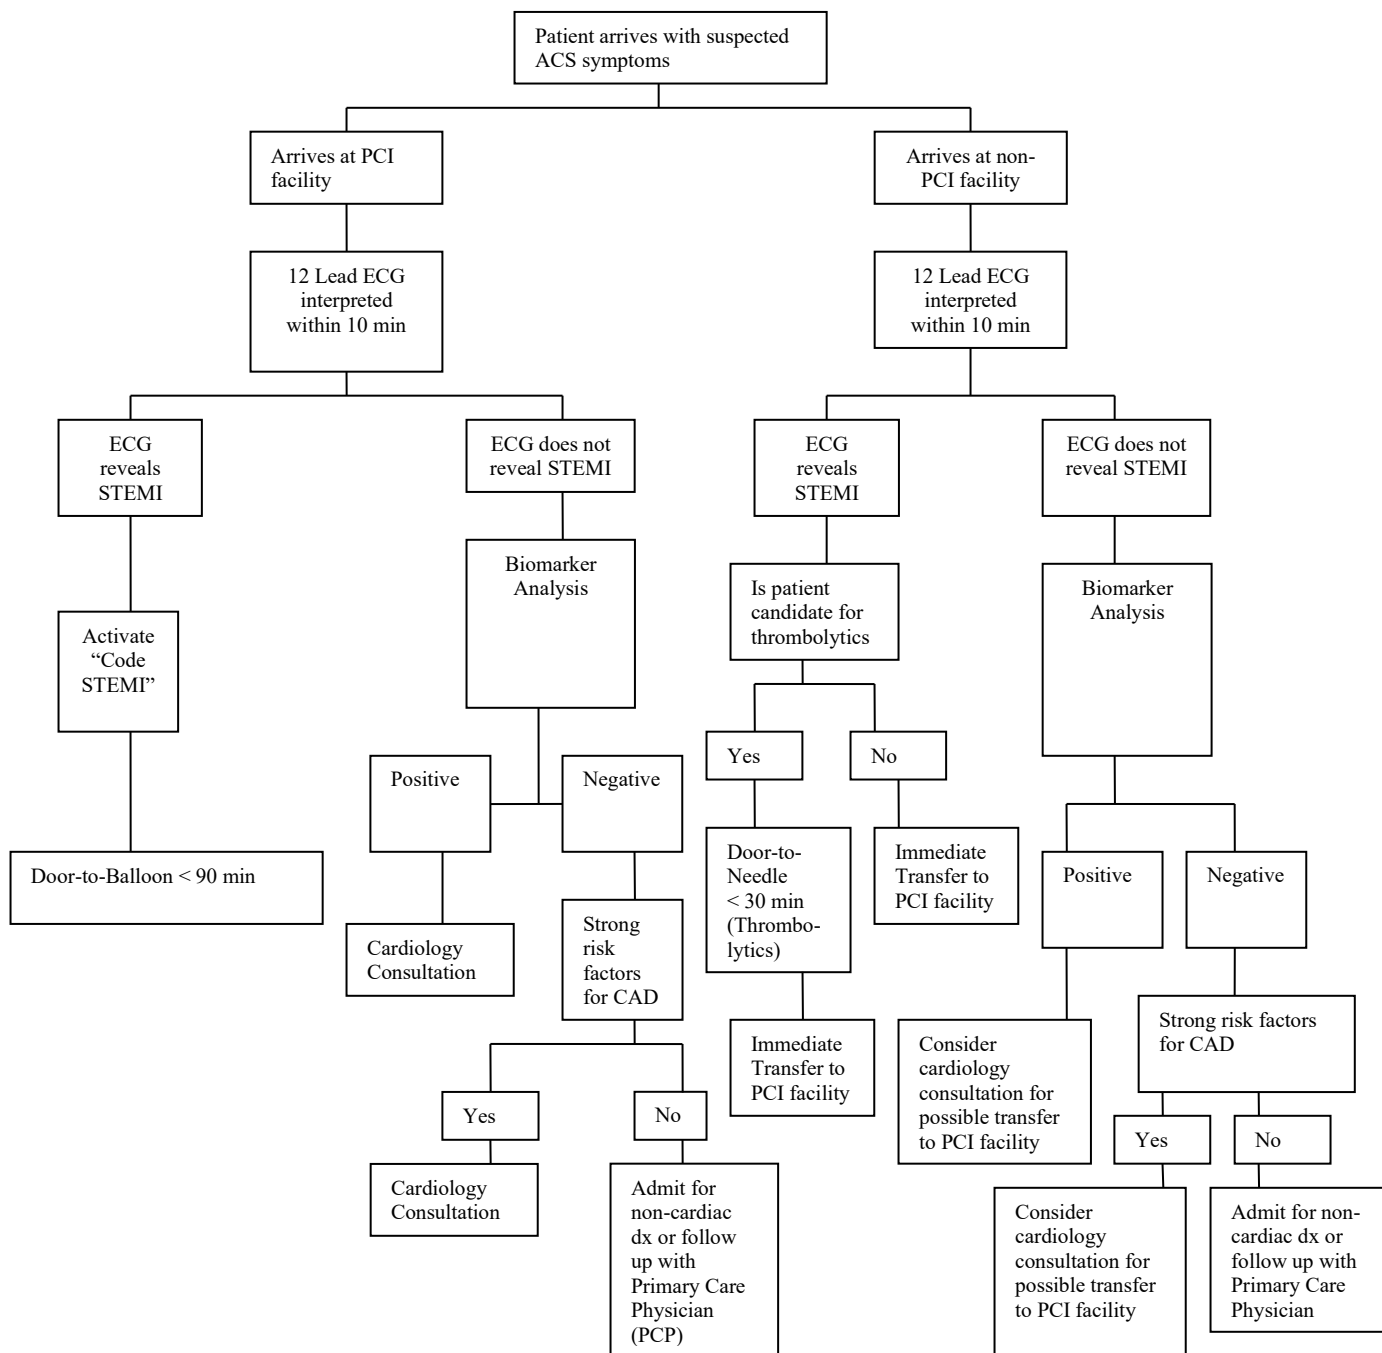 Patient arrives with suspected
ACS symptoms
Arrives at PCI
facility
Arrives at non-
PCI facility
12 Lead ECG
interpreted
within 10 min
12 Lead ECG
interpreted
within 10 min
ECG
reveals
STEMI
ECG does not
reveal STEMI
ECG
reveals
STEMI
ECG does not
reveal STEMI
Activate
“Code
STEMI”
Biomarker
Analysis
Is patient
candidate for
thrombolytics
Biomarker
Analysis
Yes
No
Positive
Negative
Door-to-Balloon < 90 min
Door-to-
Needle
< 30 min
(Thrombo-
lytics)
Immediate
Transfer to
PCI facility
Positive
Negative
Cardiology
Consultation
Strong
risk
factors
for CAD
Immediate
Transfer to
PCI facility
Consider
cardiology
consultation for
possible transfer
to PCI facility
Strong risk factors
for CAD
Yes
No
Yes
No
Cardiology
Consultation
Admit for
non-cardiac
dx or follow
up with
Primary Care
Physician
(PCP)
Consider
cardiology
consultation for
possible transfer
to PCI facility
Admit for non-
cardiac dx or
follow up with
Primary Care
Physician